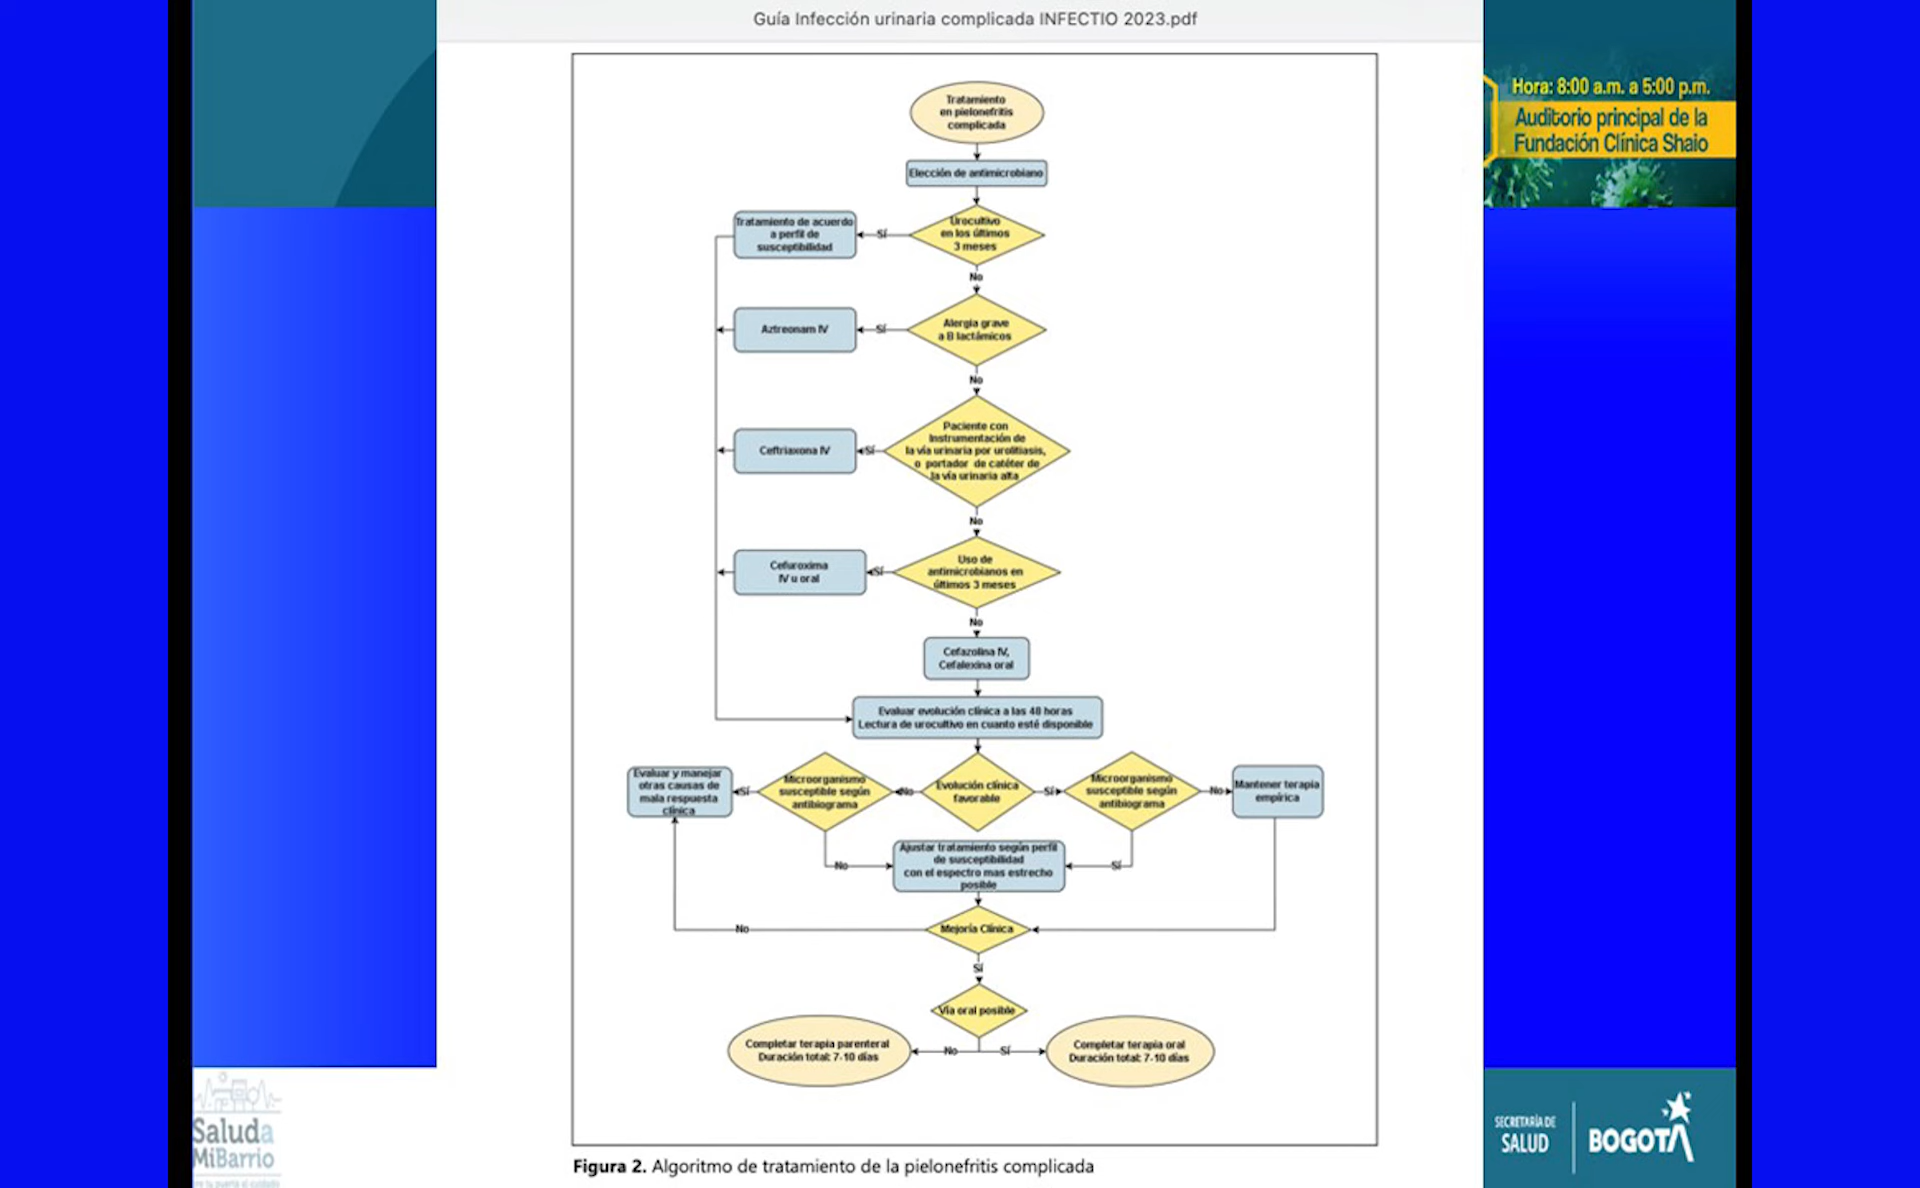 Guía Infección urinaria complicada INFECTIO 2023.pdf
Hora: 8:00 a.m. a 5:00 p.m.
Auditorio principal de la
Fundación Clínica Shaio
Tratamiento
en pielonefritis
complicada
Elección de antimicrobiano
Tratamiento de acuerdo
a perfil de
susceptibilidad
Sí
Urocultivo
en los últimos
3 meses
No
Aztreonam IV
Sí
Alergia grave
a B lactámicos
No
Ceftriaxona IV
Sí
Paciente con
Instrumentación de
la vía urinaria por urolitiasis,
o portador de catéter de
la vía urinaria alta
No
Cefuroxima
IV u oral
Sí
Uso de
antimicrobianos en
últimos 3 meses
No
Cefazolina IV,
Cefalexina oral
Evaluar evolución clínica a las 48 horas
Lectura de urocultivo en cuanto esté disponible
Evaluar y manejar
otras causas de
mala respuesta
clínica
Sí
Microorganismo
susceptible según
antibiograma
No
Evolución clínica
favorable
Sí
Microorganismo
susceptible según
antibiograma
No
Mantener terapia
empírica
No
Ajustar tratamiento según perfil
de susceptibilidad
con el espectro mas estrecho
posible
Sí
No
Mejoría Clínica
Sí
Vía oral posible
Completar terapia parenteral
Duración total: 7-10 días
No
Sí
Completar terapia oral
Duración total: 7-10 días
Figura 2. Algoritmo de tratamiento de la pielonefritis complicada
Saluda
MiBarrio
SECRETARÍA DE
SALUD
BOGOTÁ